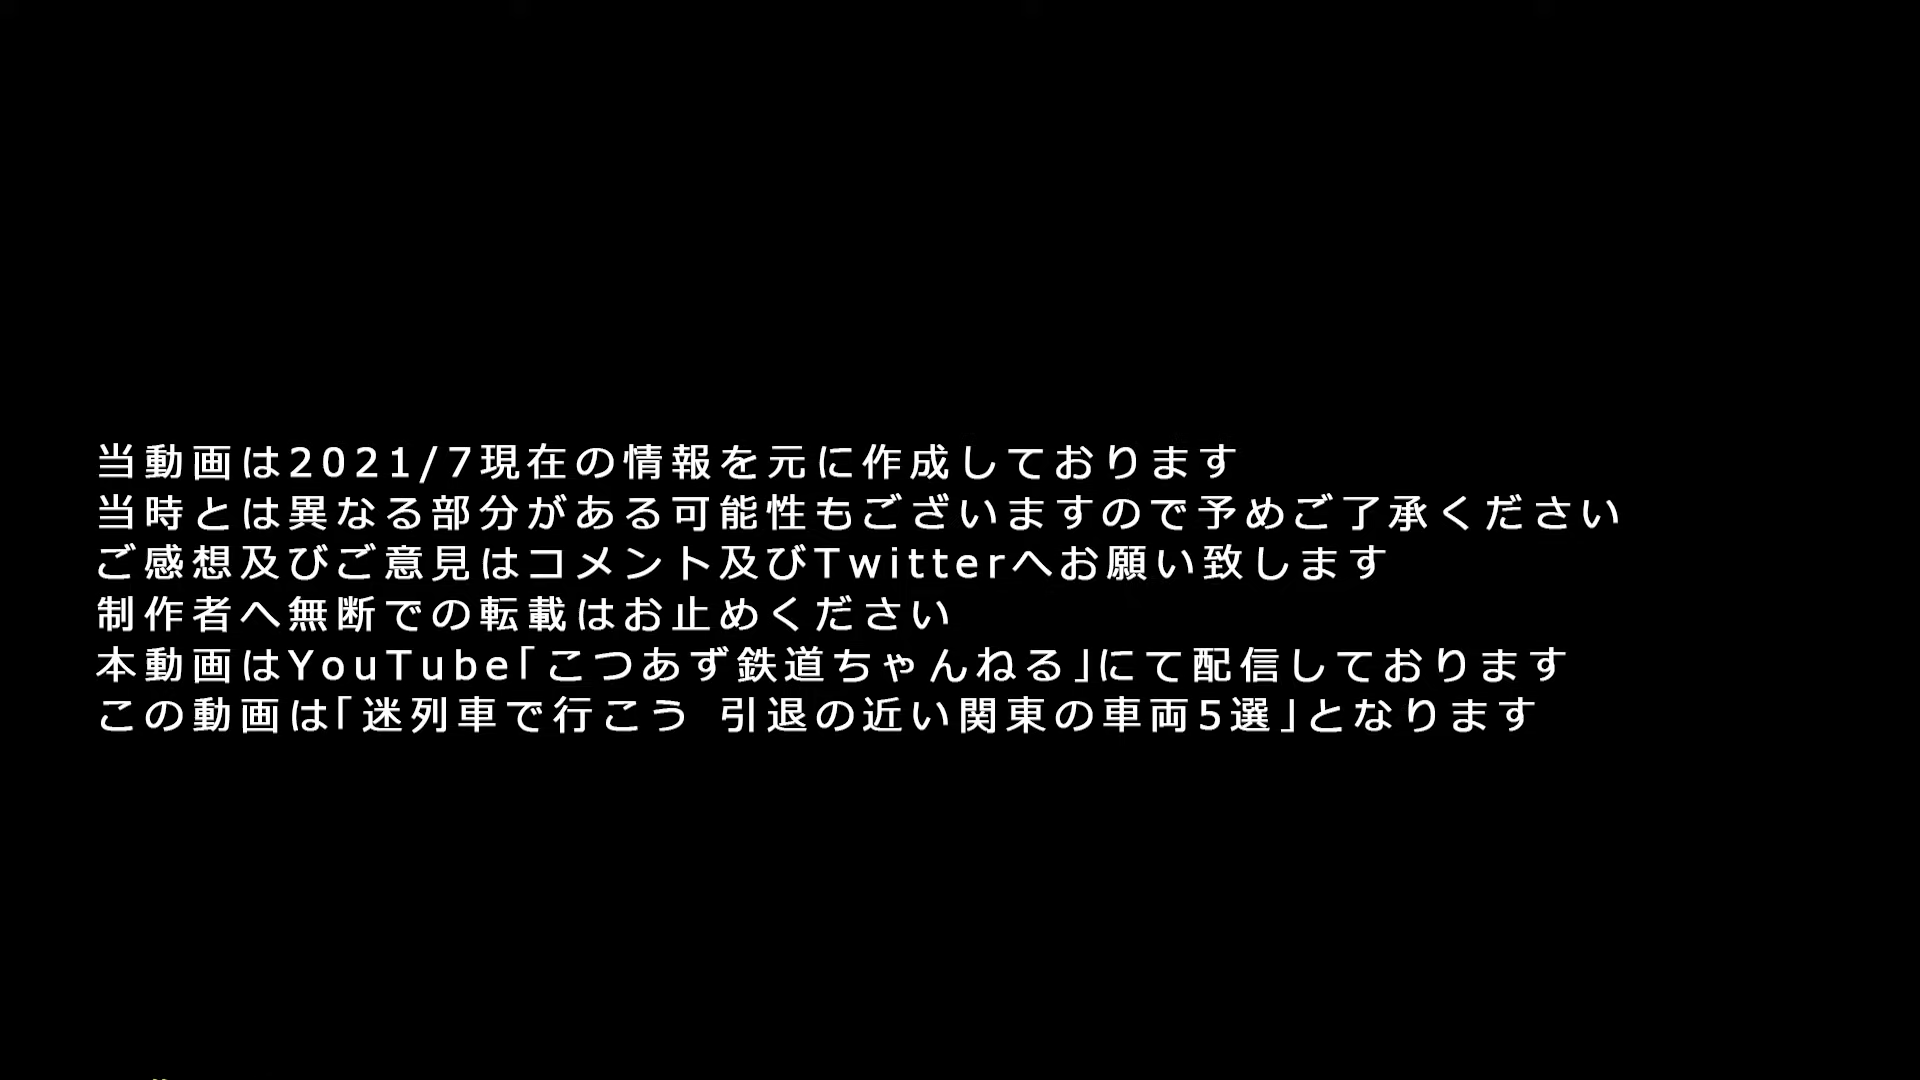 当動画は2021/7現在の情報を元に作成しております
当時とは異なる部分がある可能性もございますので予めご了承ください
ご感想及びご意見はコメント及びTwitterへお願い致します
制作者へ無断での転載はお止めください
本動画はYouTube｢こつあず鉄道ちゃんねる｣にて配信しております
この動画は｢迷列車で行こう 引退の近い関東の車両5選｣となります